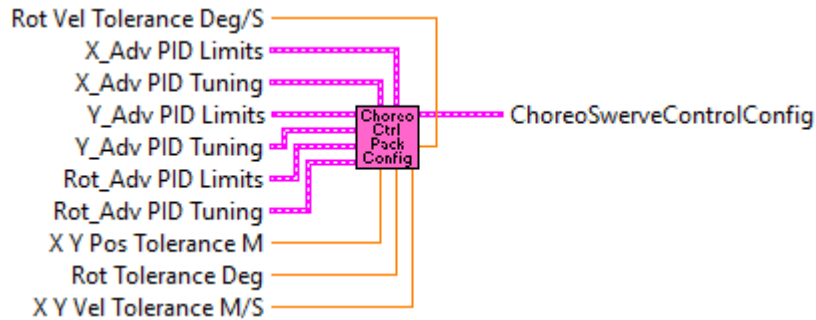 Rot Vel Tolerance Deg/S
X_Adv PID Limits
X_Adv PID Tuning
Y_Adv PID Limits
Y_Adv PID Tuning
Rot_Adv PID Limits
Rot_Adv PID Tuning
X Y Pos Tolerance M
Rot Tolerance Deg
X Y Vel Tolerance M/S
Choreo
Ctrl
Pack
Config
ChoreoSwerveControlConfig